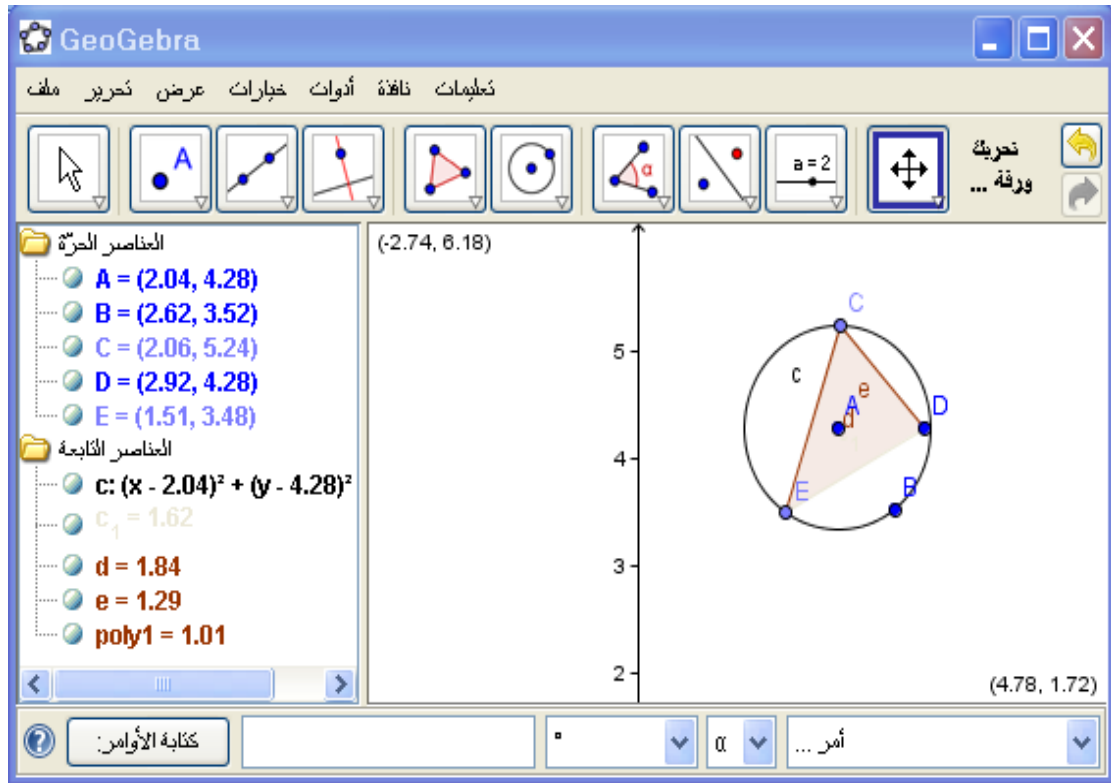 GeoGebra
ملف تحرير عرض خيارات أدوات نافذة تعليمات
A
α
a = 2
تحريك
ورقة ...
العناصر الحرّة
A = (2.04, 4.28)
B = (2.62, 3.52)
C = (2.06, 5.24)
D = (2.92, 4.28)
E = (1.51, 3.48)
العناصر التابعة
c: (x - 2.04)² + (y - 4.28)²
c₁ = 1.62
d = 1.84
e = 1.29
poly1 = 1.01
(-2.74, 6.18)
C
5
c
e
A
d
D
4
E
B
3
2
(4.78, 1.72)
كتابة الأوامر:
°
α
أمر ...